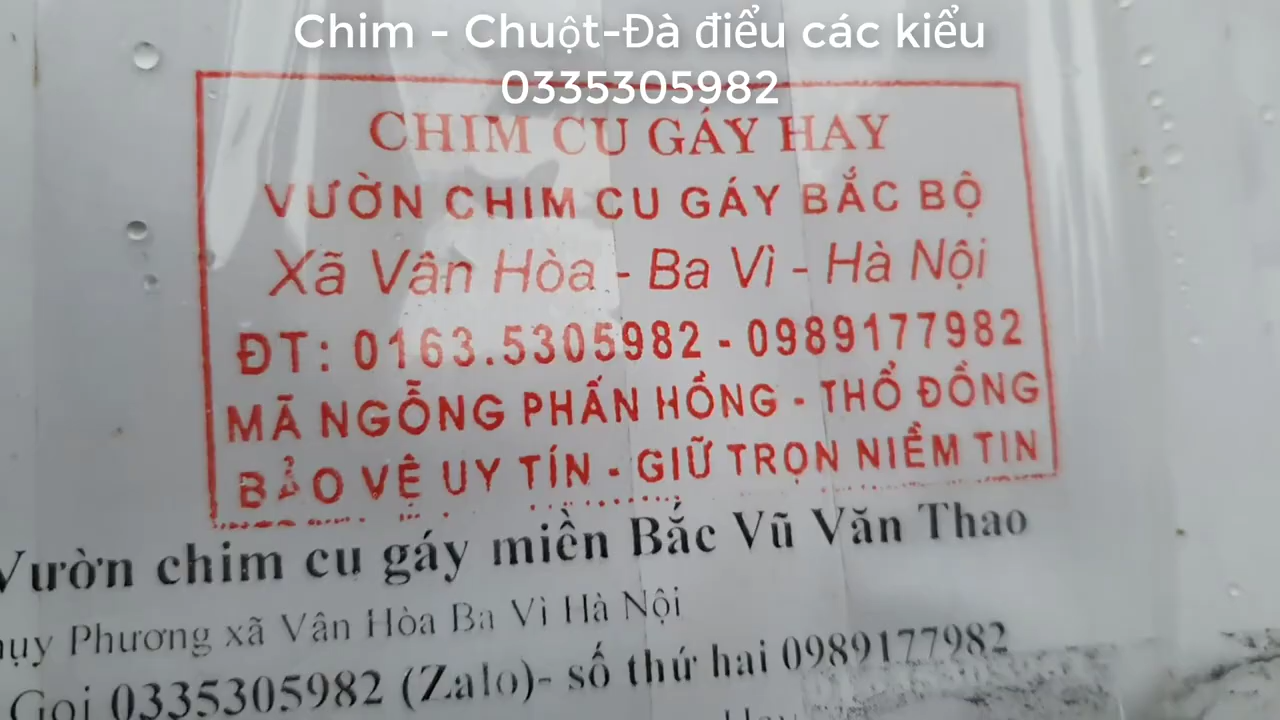 Chim - Chuột-Đà điểu các kiểu
0335305982
CHIM CU GÁY HAY
VƯỜN CHIM CU GÁY BẮC BỘ
Xã Vân Hòa - Ba Vì - Hà Nội
ĐT: 0163.5305982 - 0989177982
MÃ NGỖNG PHẤN HỒNG - THỔ ĐỒNG
BẢO VỆ UY TÍN - GIỮ TRỌN NIỀM TIN
Vườn chim cu gáy miền Bắc Vũ Văn Thao
Phương xã Vân Hòa Ba Vì Hà Nội
Gọi 0335305982 (Zalo)- số thứ hai 0989177982